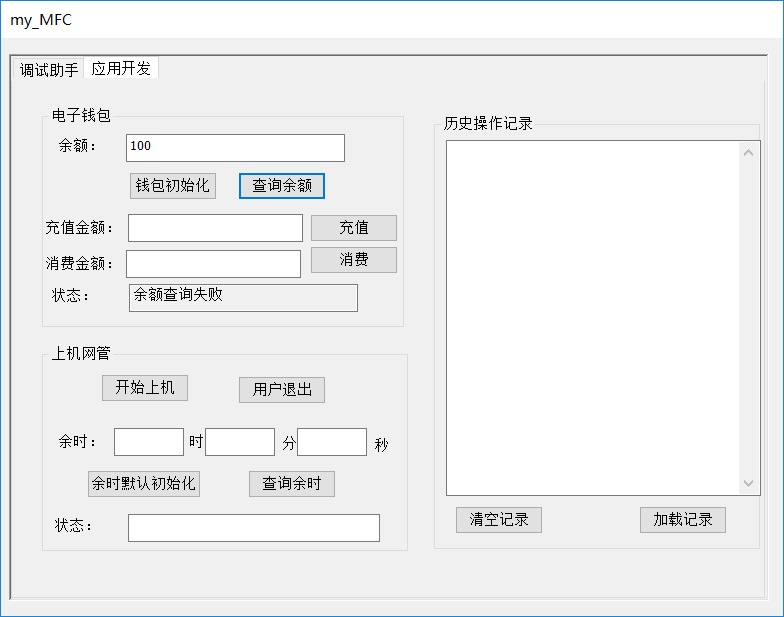 my_MFC
调试助手 应用开发
电子钱包
余额： 100
钱包初始化 查询余额
充值金额： 充值
消费金额： 消费
状态： 余额查询失败
上机网管
开始上机 用户退出
余时： 时 分 秒
余时默认初始化 查询余时
状态：
历史操作记录
清空记录 加载记录